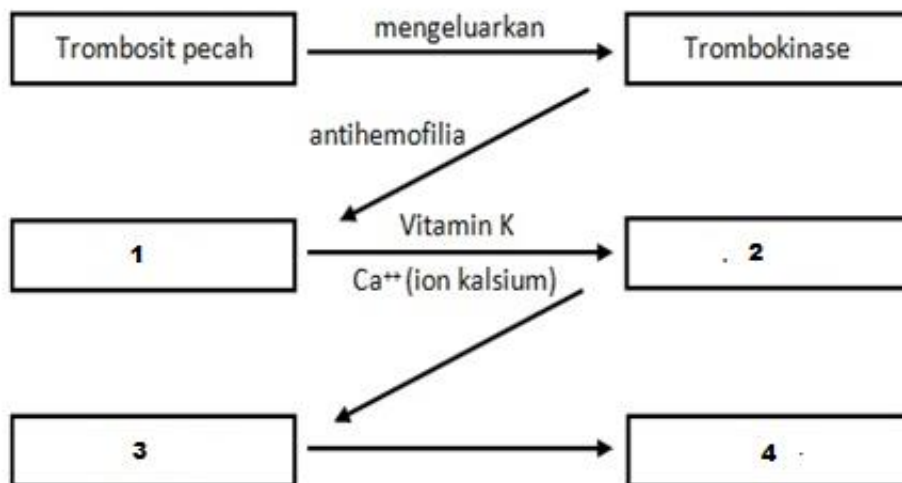 mengeluarkan
Trombosit pecah
Trombokinase
antihemofilia
Vitamin K
1
2
Ca⁺⁺ (ion kalsium)
3
4